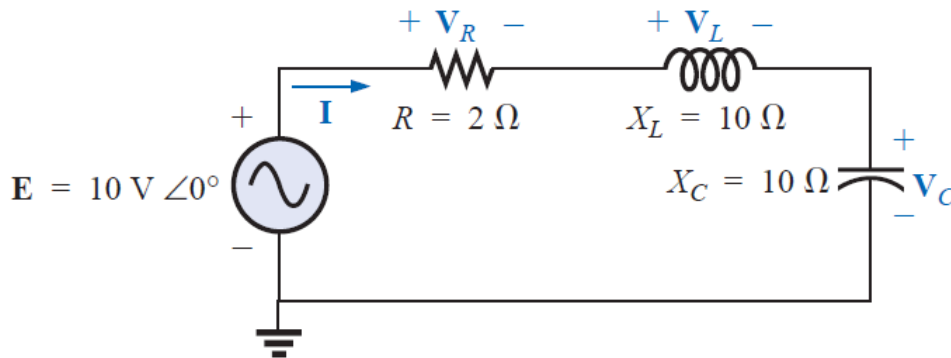 + V_R −
+ V_L −
I
R = 2 Ω
X_L = 10 Ω
+
E = 10 V ∠0°
−
X_C = 10 Ω
+
V_C
−